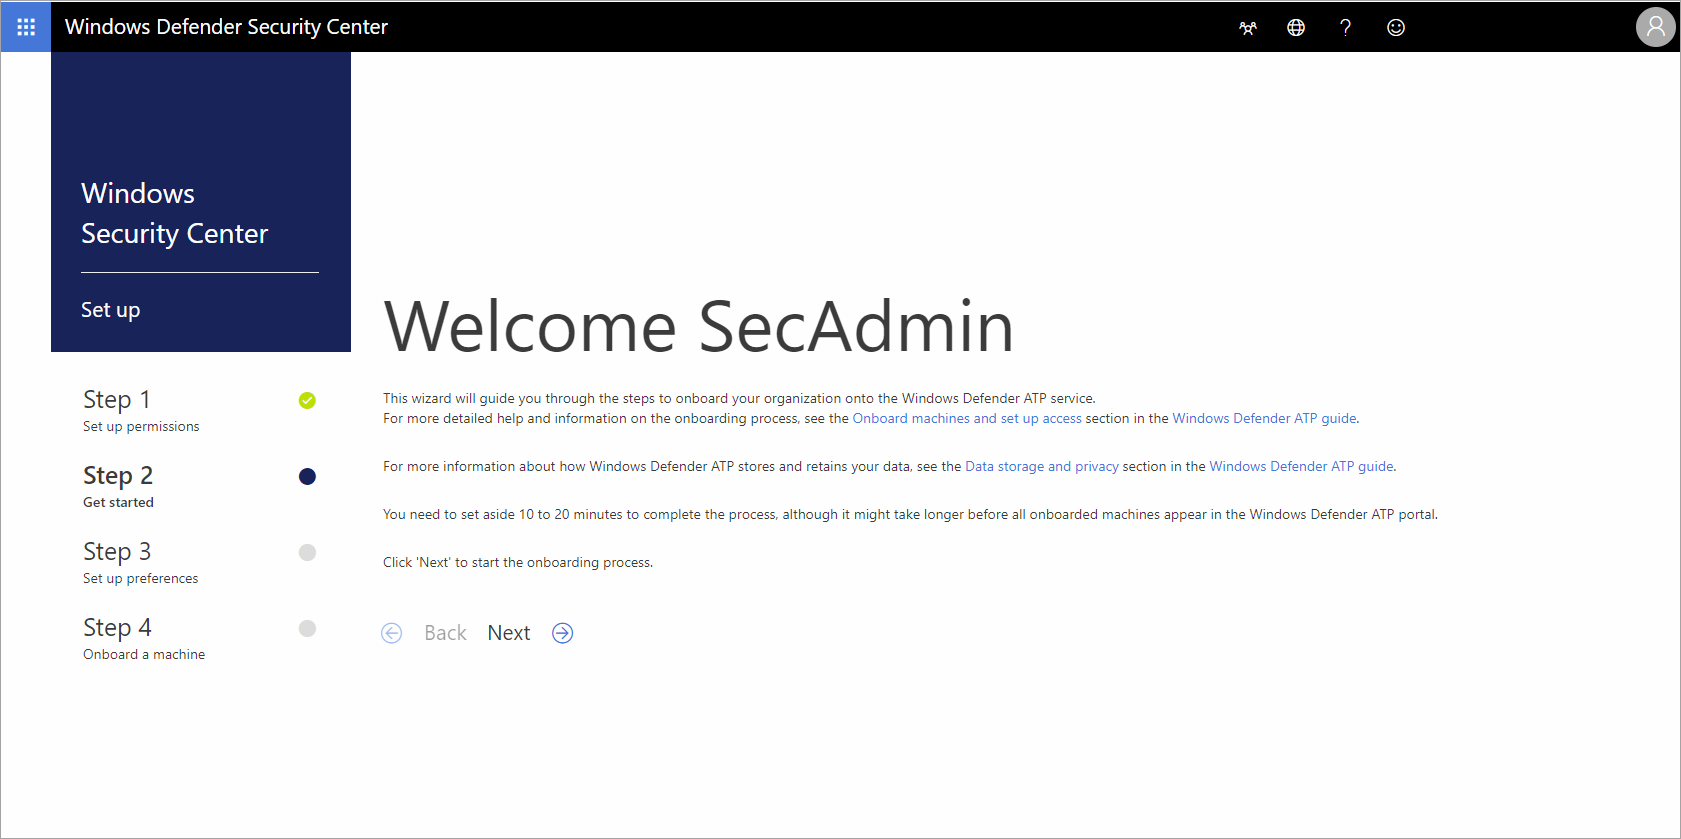 Windows Defender Security Center
Windows
Security Center
Set up
Step 1
Set up permissions
Step 2
Get started
Step 3
Set up preferences
Step 4
Onboard a machine
Welcome SecAdmin
This wizard will guide you through the steps to onboard your organization onto the Windows Defender ATP service.
For more detailed help and information on the onboarding process, see the Onboard machines and set up access section in the Windows Defender ATP guide.
For more information about how Windows Defender ATP stores and retains your data, see the Data storage and privacy section in the Windows Defender ATP guide.
You need to set aside 10 to 20 minutes to complete the process, although it might take longer before all onboarded machines appear in the Windows Defender ATP portal.
Click 'Next' to start the onboarding process.
Back Next